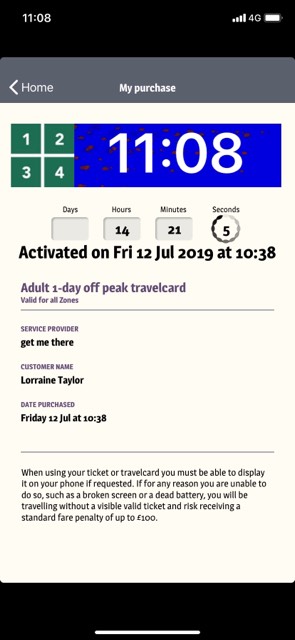 11:08
4G
Home
My purchase
1 2
3 4
11:08
Days Hours Minutes Seconds
14 21 5
Activated on Fri 12 Jul 2019 at 10:38
Adult 1-day off peak travelcard
Valid for all Zones
SERVICE PROVIDER
get me there
CUSTOMER NAME
Lorraine Taylor
DATE PURCHASED
Friday 12 Jul at 10:38
When using your ticket or travelcard you must be able to display
it on your phone if requested. If for any reason you are unable to
do so, such as a broken screen or a dead battery, you will be
travelling without a visible valid ticket and risk receiving a
standard fare penalty of up to £100.